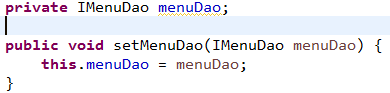 private IMenuDao menuDao;
public void setMenuDao(IMenuDao menuDao) {
this.menuDao = menuDao;
}